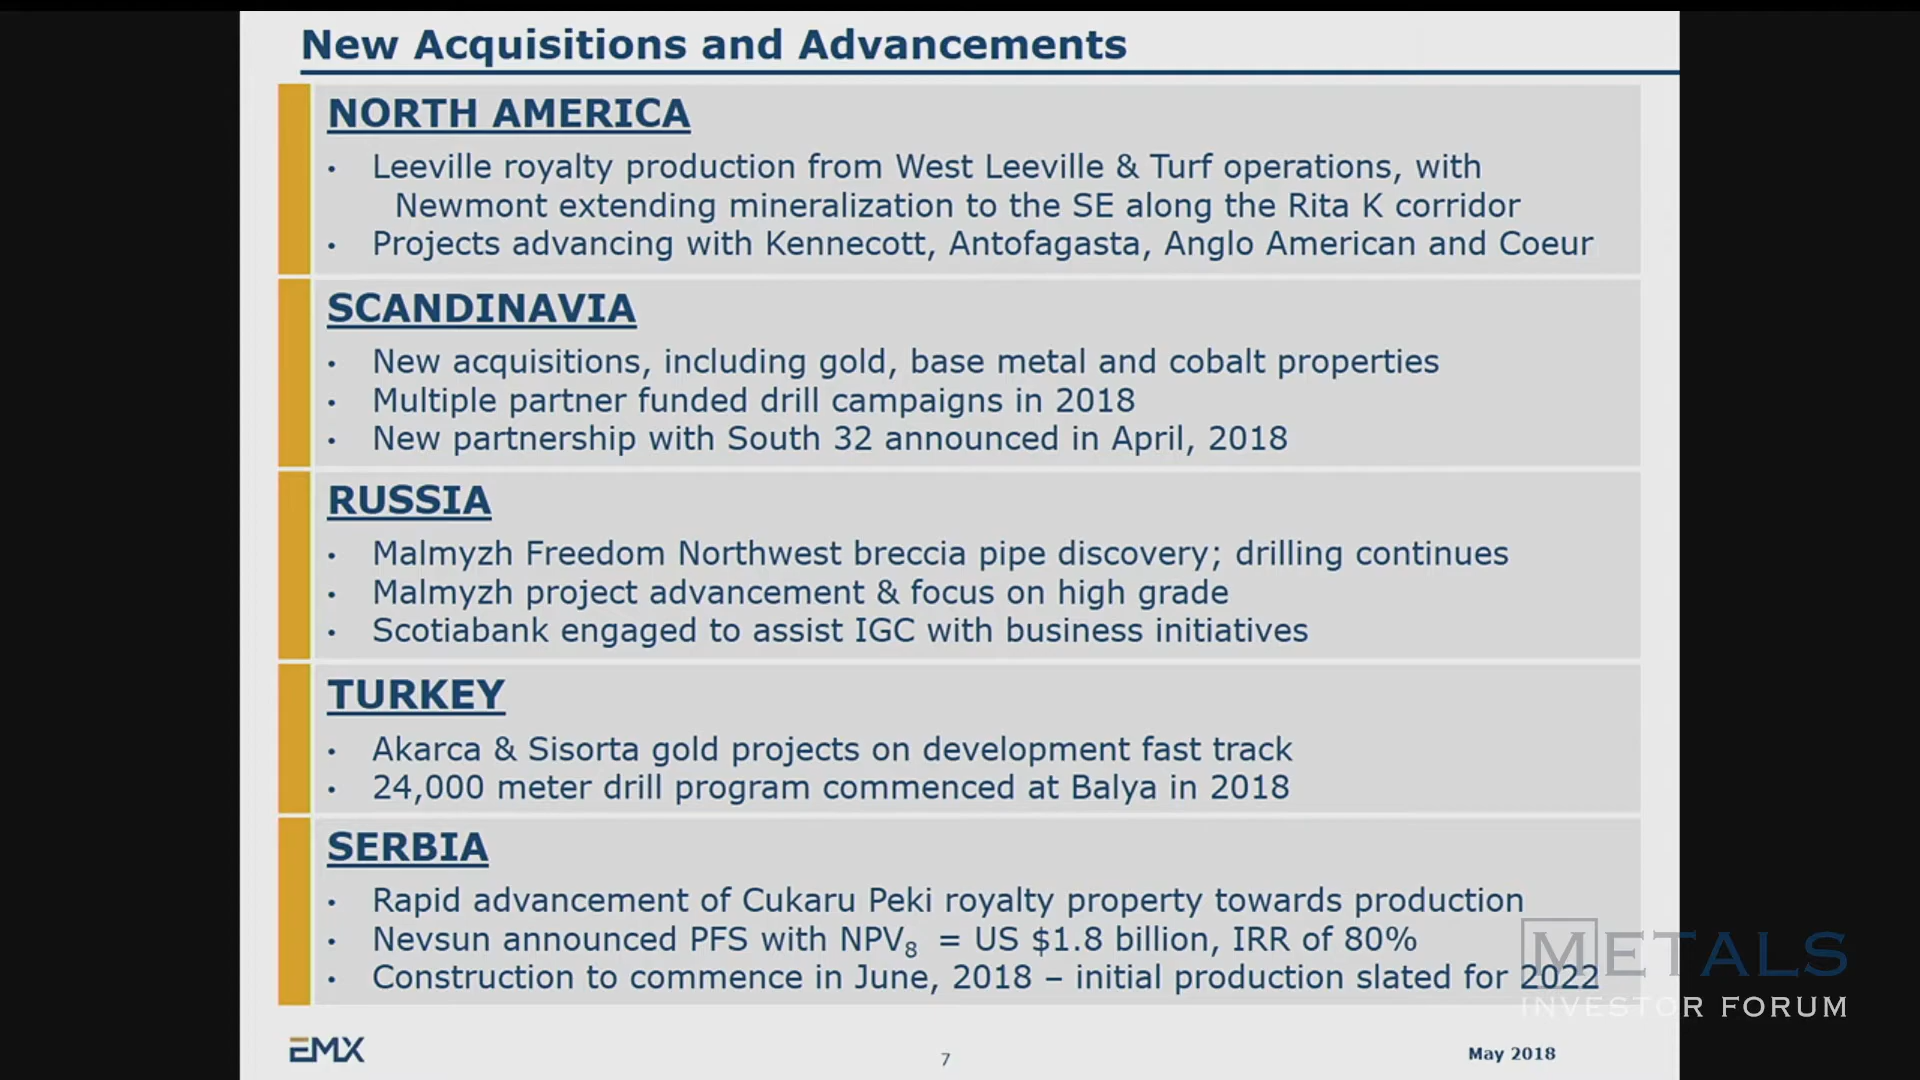 New Acquisitions and Advancements
NORTH AMERICA
• Leeville royalty production from West Leeville & Turf operations, with
Newmont extending mineralization to the SE along the Rita K corridor
• Projects advancing with Kennecott, Antofagasta, Anglo American and Coeur
SCANDINAVIA
• New acquisitions, including gold, base metal and cobalt properties
• Multiple partner funded drill campaigns in 2018
• New partnership with South 32 announced in April, 2018
RUSSIA
• Malmyzh Freedom Northwest breccia pipe discovery; drilling continues
• Malmyzh project advancement & focus on high grade
• Scotiabank engaged to assist IGC with business initiatives
TURKEY
• Akarca & Sisorta gold projects on development fast track
• 24,000 meter drill program commenced at Balya in 2018
SERBIA
• Rapid advancement of Cukaru Peki royalty property towards production
• Nevsun announced PFS with NPV₈ = US $1.8 billion, IRR of 80%
• Construction to commence in June, 2018 – initial production slated for 2022
METALS
INVESTOR FORUM
EMX
7
May 2018